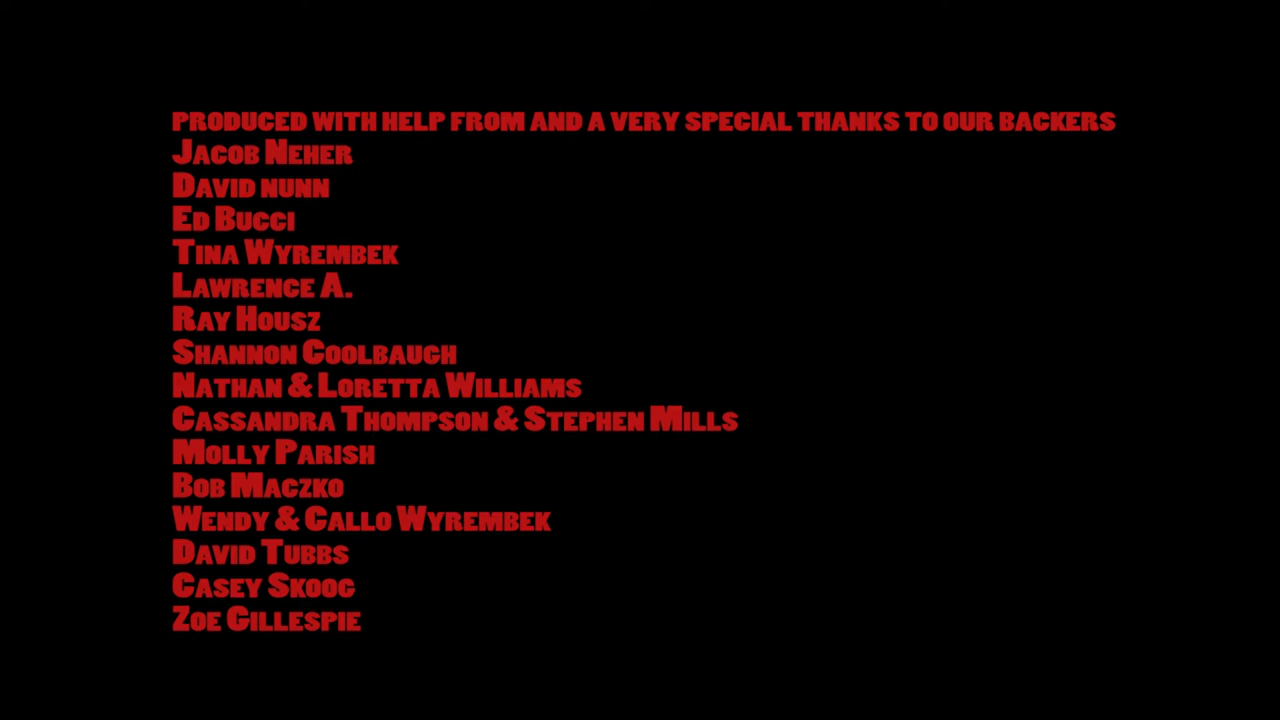 PRODUCED WITH HELP FROM AND A VERY SPECIAL THANKS TO OUR BACKERS
Jacob Neher
David nunn
Ed Bucci
Tina Wyrembek
Lawrence A.
Ray Housz
Shannon Coolbaugh
Nathan & Loretta Williams
Cassandra Thompson & Stephen Mills
Molly Parish
Bob Maczko
Wendy & Callo Wyrembek
David Tubbs
Casey Skoog
Zoe Gillespie